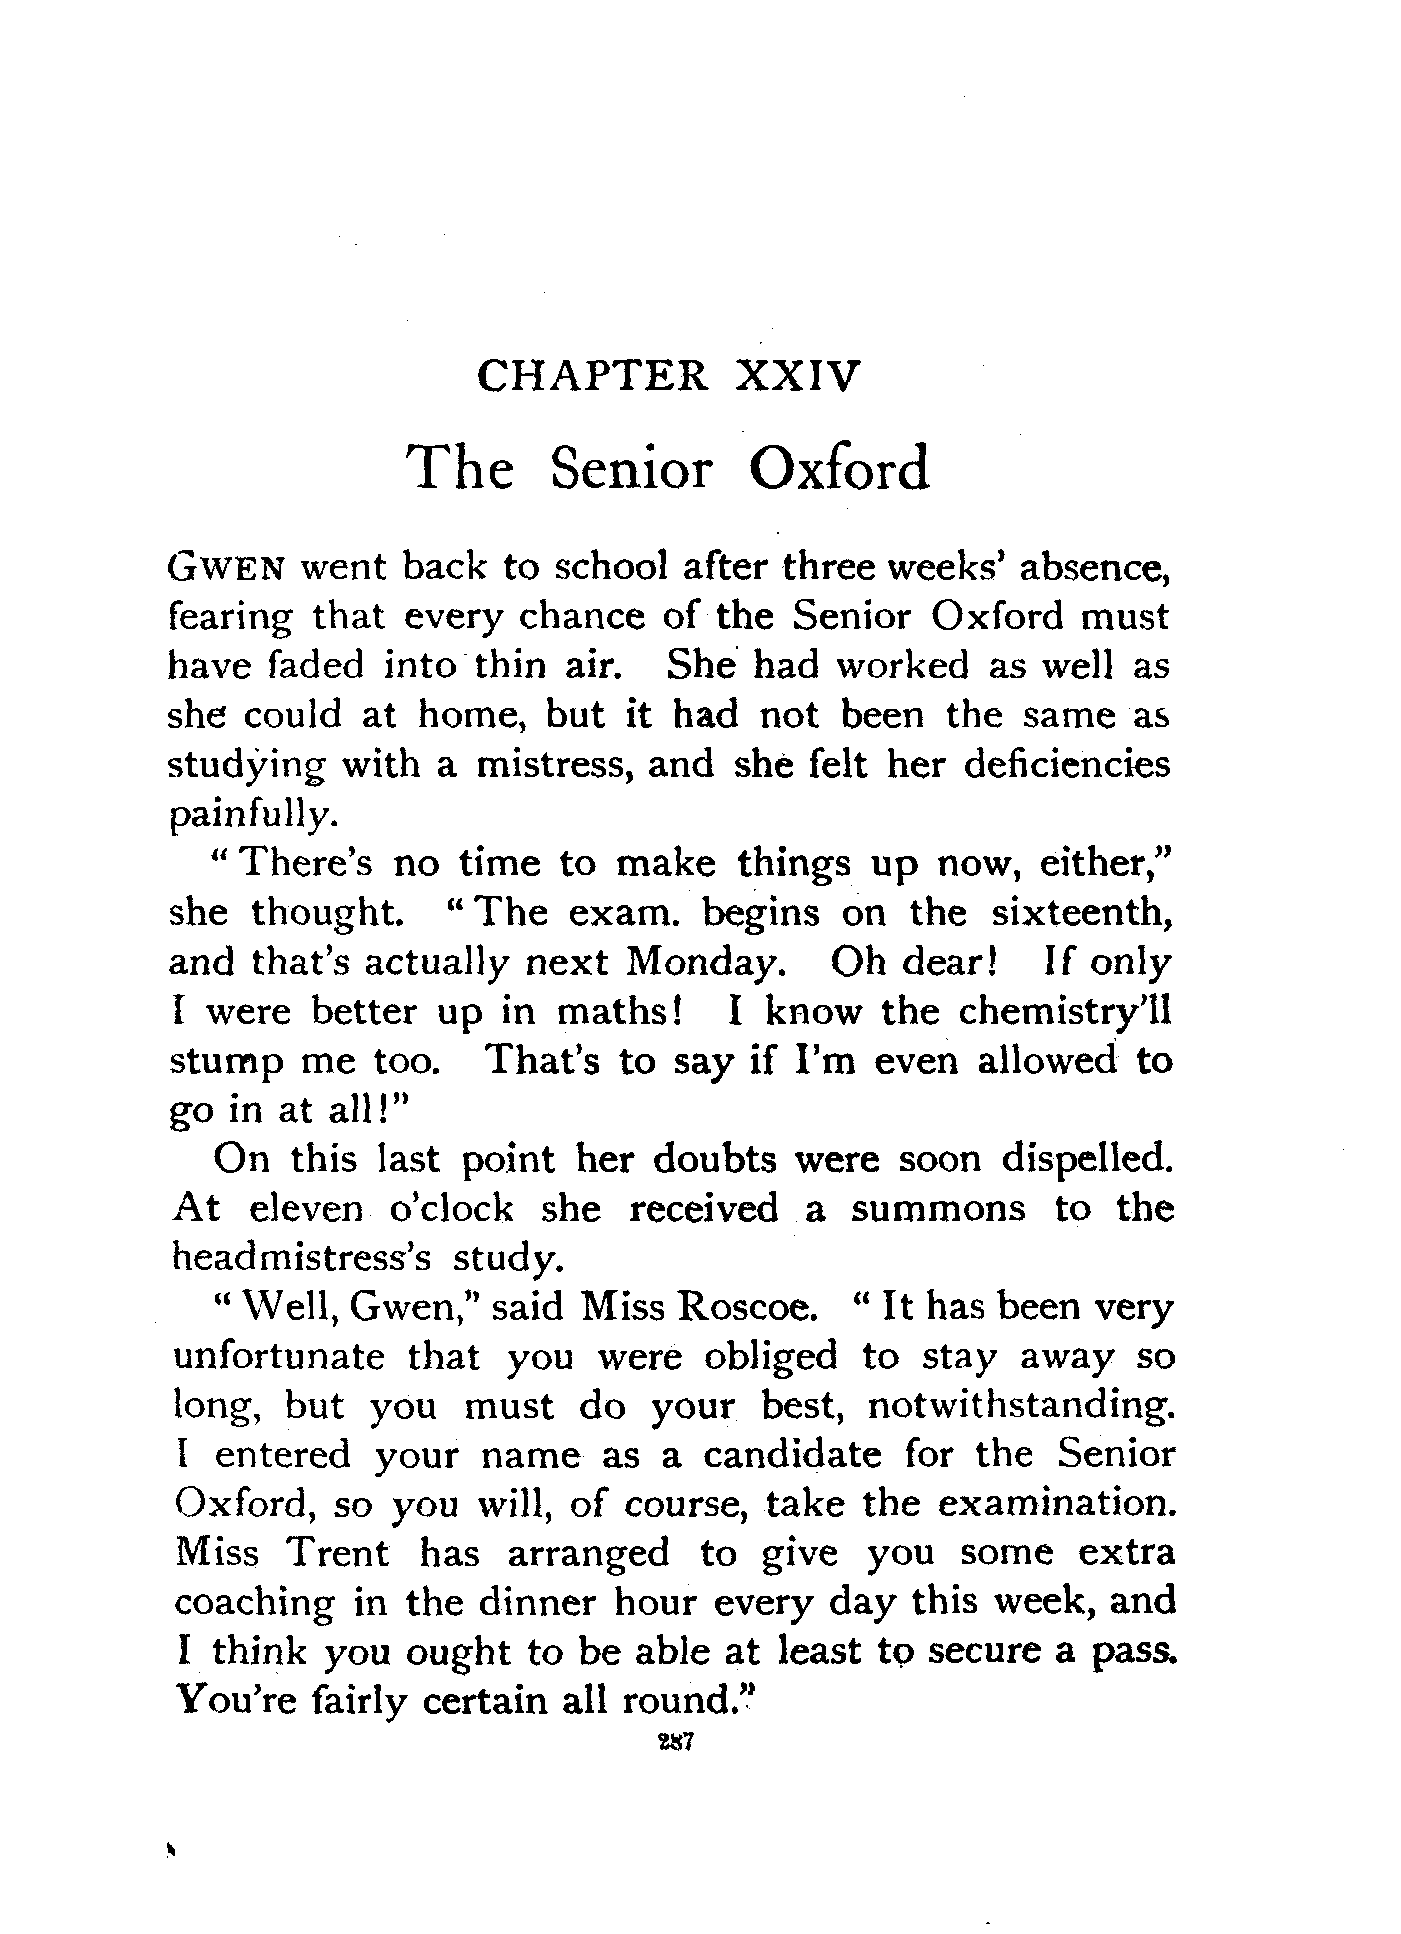 CHAPTER XXIV
The Senior Oxford
GWEN went back to school after three weeks' absence,
fearing that every chance of the Senior Oxford must
have faded into thin air. She had worked as well as
she could at home, but it had not been the same as
studying with a mistress, and she felt her deficiencies
painfully.
"There's no time to make things up now, either,"
she thought. "The exam. begins on the sixteenth,
and that's actually next Monday. Oh dear! If only
I were better up in maths! I know the chemistry'll
stump me too. That's to say if I'm even allowed to
go in at all!"
On this last point her doubts were soon dispelled.
At eleven o'clock she received a summons to the
headmistress's study.
"Well, Gwen," said Miss Roscoe. "It has been very
unfortunate that you were obliged to stay away so
long, but you must do your best, notwithstanding.
I entered your name as a candidate for the Senior
Oxford, so you will, of course, take the examination.
Miss Trent has arranged to give you some extra
coaching in the dinner hour every day this week, and
I think you ought to be able at least to secure a pass.
You're fairly certain all round."
287